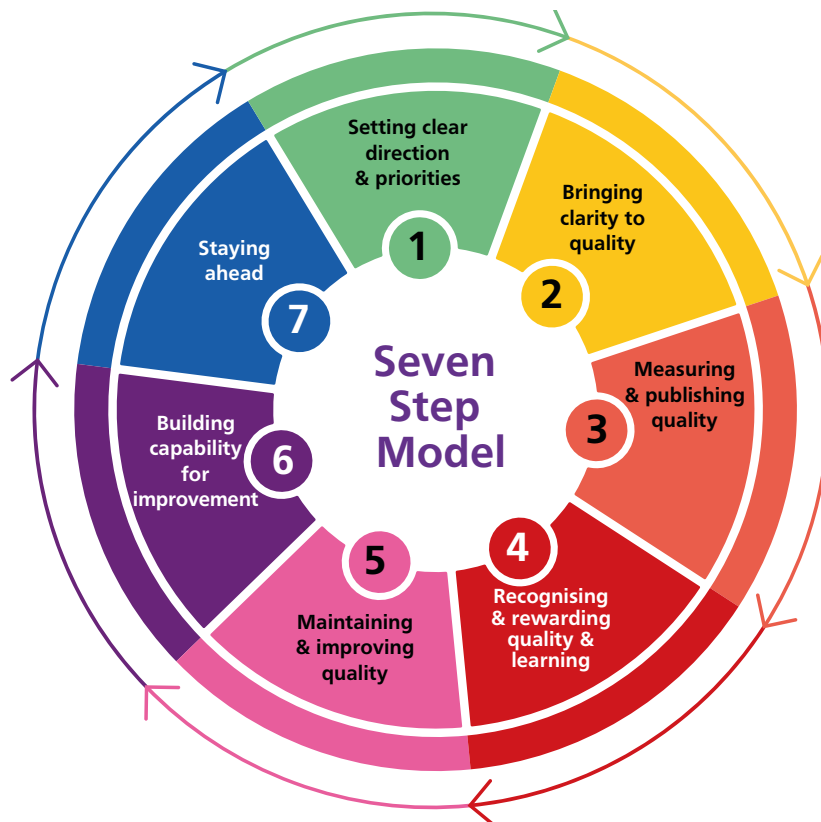 Setting clear
direction
& priorities
1
Bringing
clarity to
quality
2
Measuring
& publishing
quality
3
4
Recognising
& rewarding
quality &
learning
5
Maintaining
& improving
quality
Building
capability
for
improvement
6
Staying
ahead
7
Seven
Step
Model